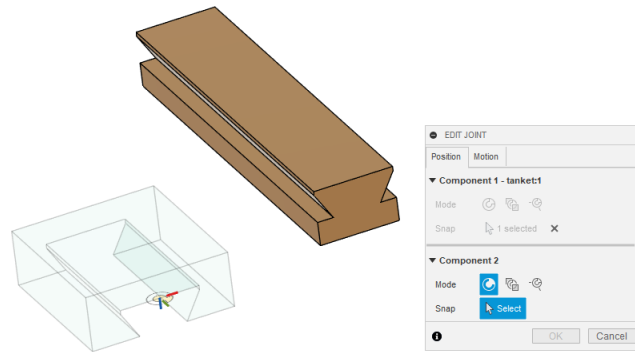 EDIT JOINT
Position Motion
Component 1 - tanket:1
Mode
Snap 1 selected
Component 2
Mode
Snap Select
OK Cancel